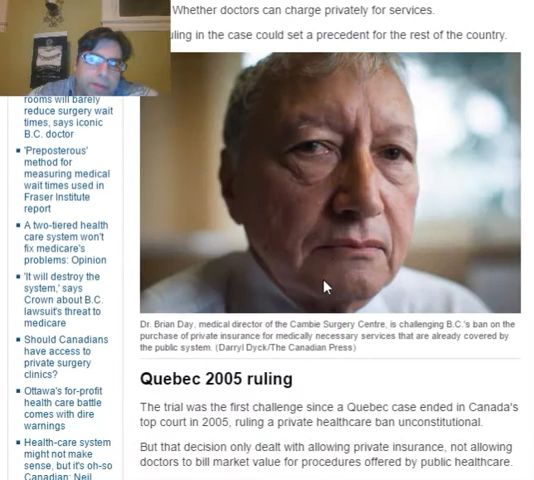 Whether doctors can charge privately for services.
ruling in the case could set a precedent for the rest of the country.
rooms will barely
reduce surgery wait
times, says iconic
B.C. doctor
'Preposterous'
method for
measuring medical
wait times used in
Fraser Institute
report
A two-tiered health
care system won't
fix medicare's
problems: Opinion
'It will destroy the
system,' says
Crown about B.C.
lawsuit's threat to
medicare
Should Canadians
have access to
private surgery
clinics?
Ottawa's for-profit
health care battle
comes with dire
warnings
Health-care system
might not make
sense, but it's oh-so
Canadian: Neil
Dr. Brian Day, medical director of the Cambie Surgery Centre, is challenging B.C.'s ban on the
purchase of private insurance for medically necessary services that are already covered by
the public system. (Darryl Dyck/The Canadian Press)
Quebec 2005 ruling
The trial was the first challenge since a Quebec case ended in Canada's
top court in 2005, ruling a private healthcare ban unconstitutional.
But that decision only dealt with allowing private insurance, not allowing
doctors to bill market value for procedures offered by public healthcare.